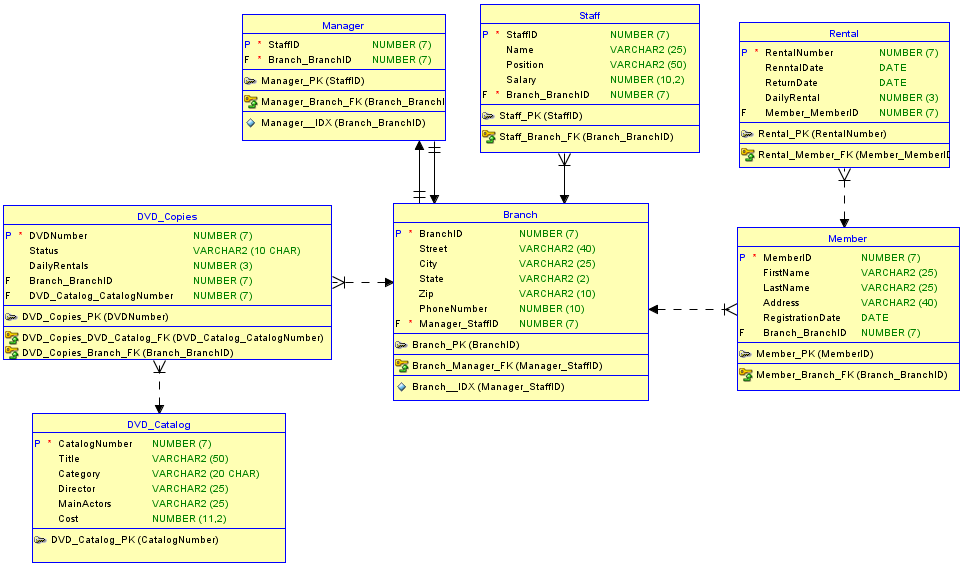 Manager
P * StaffID NUMBER (7)
F * Branch_BranchID NUMBER (7)
Manager_PK (StaffID)
Manager_Branch_FK (Branch_BranchI
Manager__IDX (Branch_BranchID)
Staff
P * StaffID NUMBER (7)
Name VARCHAR2 (25)
Position VARCHAR2 (50)
Salary NUMBER (10,2)
F * Branch_BranchID NUMBER (7)
Staff_PK (StaffID)
Staff_Branch_FK (Branch_BranchID)
Rental
P * RentalNumber NUMBER (7)
RenntalDate DATE
ReturnDate DATE
DailyRental NUMBER (3)
F Member_MemberID NUMBER (7)
Rental_PK (RentalNumber)
Rental_Member_FK (Member_MemberID
DVD_Copies
P * DVDNumber NUMBER (7)
Status VARCHAR2 (10 CHAR)
DailyRentals NUMBER (3)
F Branch_BranchID NUMBER (7)
F DVD_Catalog_CatalogNumber NUMBER (7)
DVD_Copies_PK (DVDNumber)
DVD_Copies_DVD_Catalog_FK (DVD_Catalog_CatalogNumber)
DVD_Copies_Branch_FK (Branch_BranchID)
Branch
P * BranchID NUMBER (7)
Street VARCHAR2 (40)
City VARCHAR2 (25)
State VARCHAR2 (2)
Zip VARCHAR2 (10)
PhoneNumber NUMBER (10)
F * Manager_StaffID NUMBER (7)
Branch_PK (BranchID)
Branch_Manager_FK (Manager_StaffID)
Branch__IDX (Manager_StaffID)
Member
P * MemberID NUMBER (7)
FirstName VARCHAR2 (25)
LastName VARCHAR2 (25)
Address VARCHAR2 (40)
RegistrationDate DATE
F Branch_BranchID NUMBER (7)
Member_PK (MemberID)
Member_Branch_FK (Branch_BranchID)
DVD_Catalog
P * CatalogNumber NUMBER (7)
Title VARCHAR2 (50)
Category VARCHAR2 (20 CHAR)
Director VARCHAR2 (25)
MainActors VARCHAR2 (25)
Cost NUMBER (11,2)
DVD_Catalog_PK (CatalogNumber)